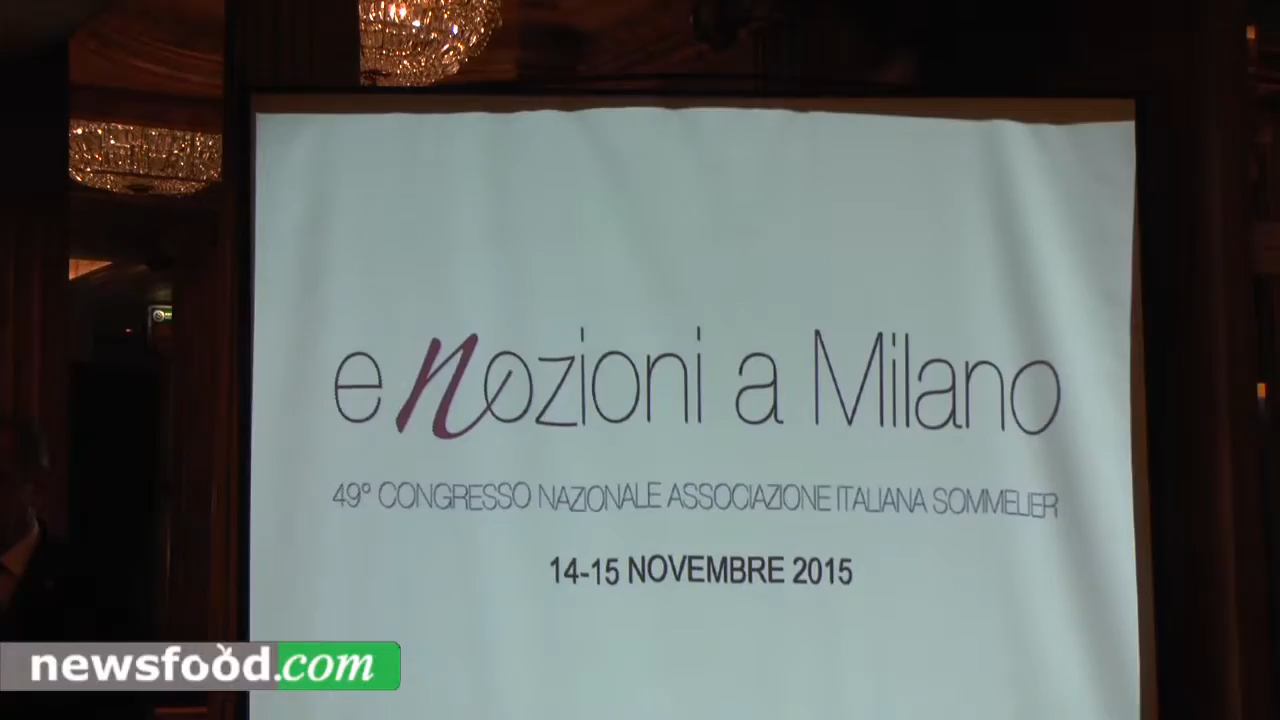 enozioni a Milano
49° CONGRESSO NAZIONALE ASSOCIAZIONE ITALIANA SOMMELIER
14-15 NOVEMBRE 2015
newsfood.com